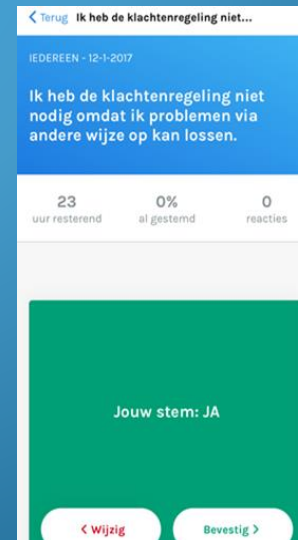 < Terug Ik heb de klachtenregeling niet...
IEDEREEN - 12-1-2017
Ik heb de klachtenregeling niet
nodig omdat ik problemen via
andere wijze op kan lossen.
23 0% 0
uur resterend al gestemd reacties
Jouw stem: JA
< Wijzig Bevestig >